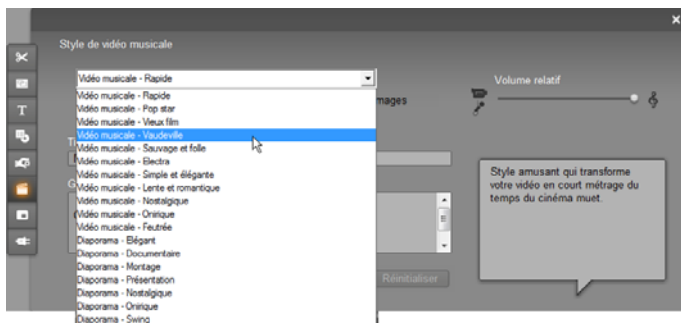 Style de vidéo musicale
Vidéo musicale - Rapide
Volume relatif
Vidéo musicale - Rapide
Vidéo musicale - Pop star
mages
Vidéo musicale - Vieux film
Vidéo musicale - Vaudeville
Vidéo musicale - Sauvage et folle
Vidéo musicale - Electra
Vidéo musicale - Simple et élégante
Vidéo musicale - Lente et romantique
Vidéo musicale - Nostalgique
Vidéo musicale - Onirique
Vidéo musicale - Feutrée
Diaporama - Élégant
Diaporama - Documentaire
Diaporama - Montage
Diaporama - Présentation
Diaporama - Nostalgique
Diaporama - Onirique
Diaporama - Swing
Style amusant qui transforme
votre vidéo en court métrage du
temps du cinéma muet.
Réinitialiser